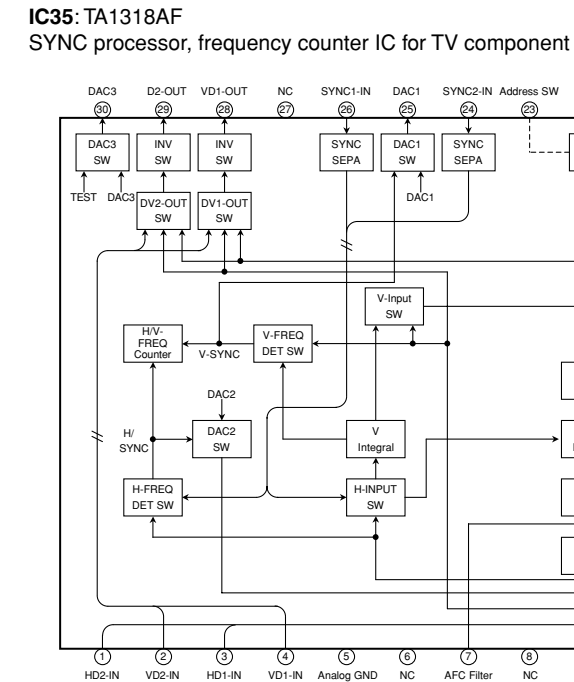 IC35: TA1318AF
SYNC processor, frequency counter IC for TV component
DAC3 D2-OUT VD1-OUT NC SYNC1-IN DAC1 SYNC2-IN Address SW
30 29 28 27 26 25 24 23
DAC3 INV INV SYNC DAC1 SYNC
SW SW SW SEPA SW SEPA
TEST DAC3 DAC1
DV2-OUT DV1-OUT
SW SW
V-Input
SW
H/V-
FREQ
Counter
V-SYNC
V-FREQ
DET SW
DAC2
H/
SYNC
DAC2
SW
V
Integral
H-FREQ
DET SW
H-INPUT
SW
1 2 3 4 5 6 7 8
HD2-IN VD2-IN HD1-IN VD1-IN Analog GND NC AFC Filter NC